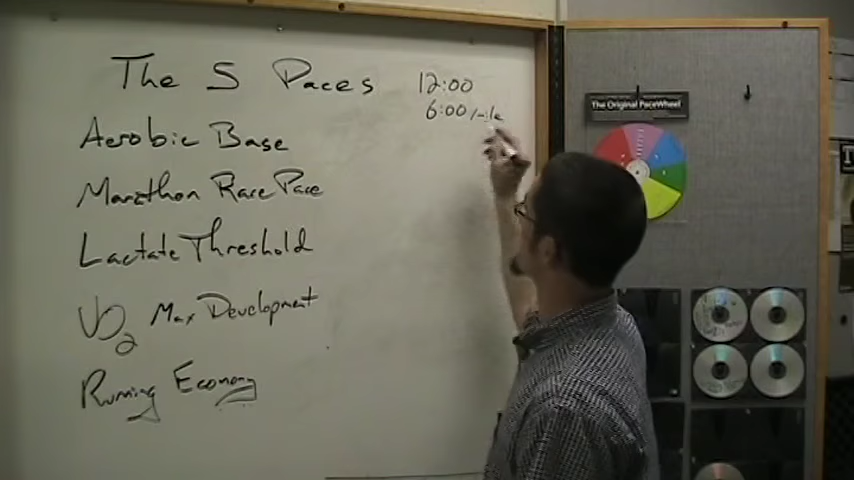 The 5 Paces
12:00
6:00/mile
Aerobic Base
Marathon Race Pace
Lactate Threshold
VO2 Max Development
Running Economy
The Original PaceWheel